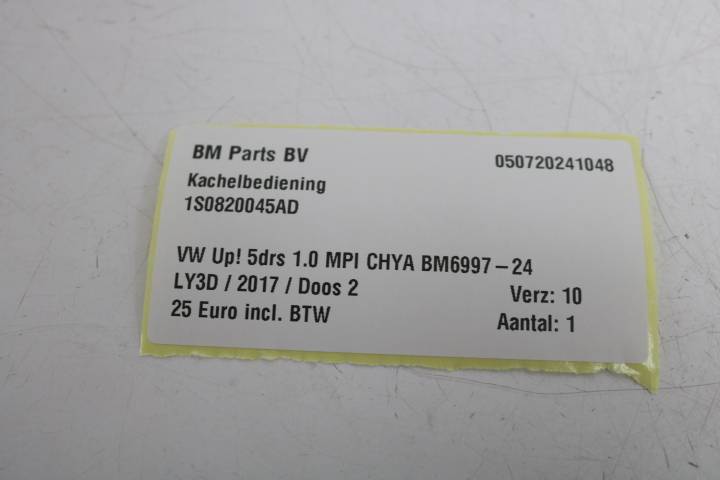 BM Parts BV 050720241048
Kachelbediening
1S0820045AD
VW Up! 5drs 1.0 MPI CHYA BM6997-24
LY3D / 2017 / Doos 2 Verz: 10
25 Euro incl. BTW Aantal: 1